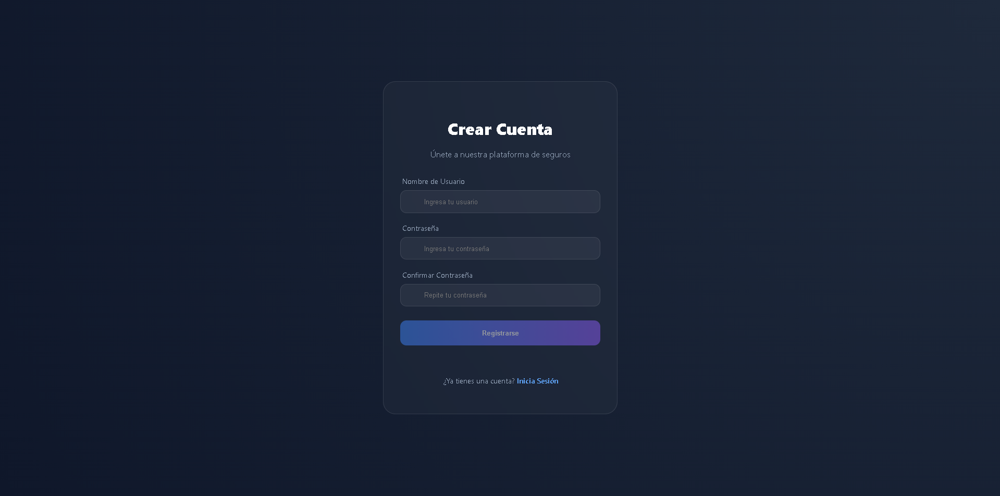 Crear Cuenta
Únete a nuestra plataforma de seguros
Nombre de Usuario
Ingresa tu usuario
Contraseña
Ingresa tu contraseña
Confirmar Contraseña
Repite tu contraseña
Registrarse
¿Ya tienes una cuenta? Inicia Sesión